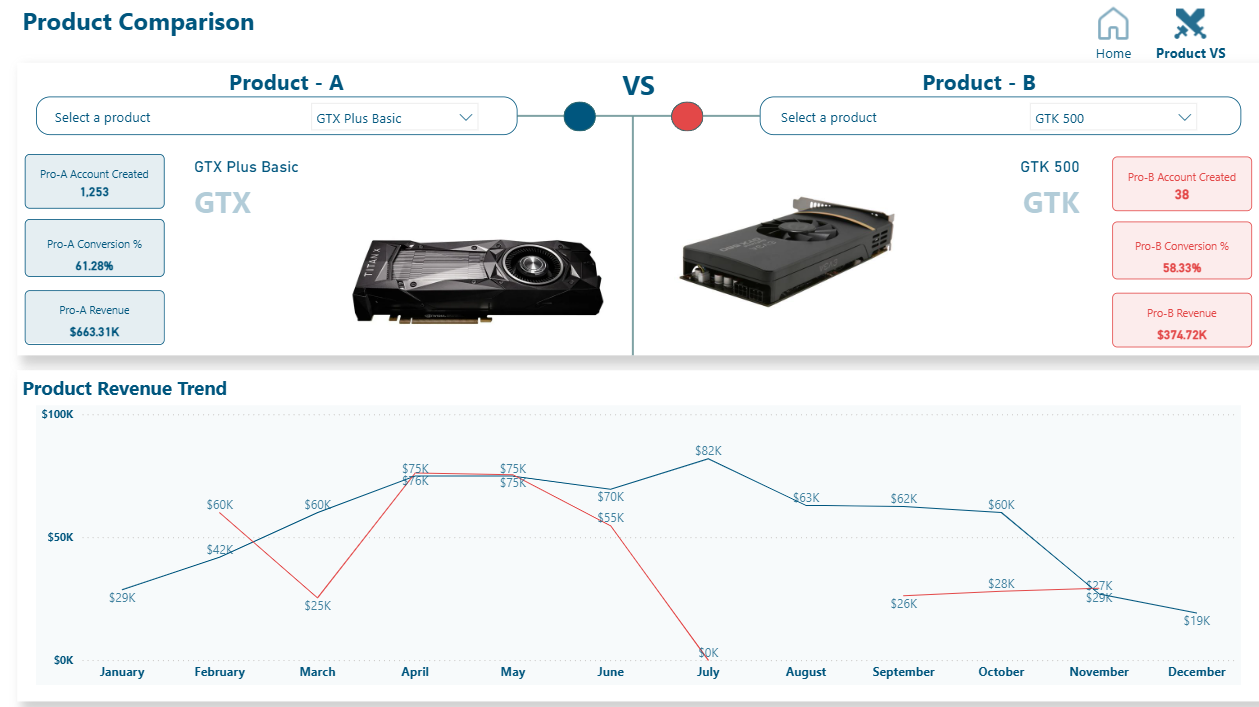 Product Comparison
Home
Product VS
Product - A
VS
Product - B
Select a product
GTX Plus Basic
Select a product
GTK 500
Pro-A Account Created
1,253
Pro-A Conversion %
61.28%
Pro-A Revenue
$663.31K
GTX Plus Basic
GTX
TITAN X
GTK 500
GTK
Pro-B Account Created
38
Pro-B Conversion %
58.33%
Pro-B Revenue
$374.72K
Product Revenue Trend
$100K
$50K
$0K
$29K
$42K
$60K
$60K
$25K
$75K
$76K
$75K
$75K
$70K
$55K
$82K
$0K
$63K
$62K
$26K
$60K
$28K
$27K
$29K
$19K
January
February
March
April
May
June
July
August
September
October
November
December